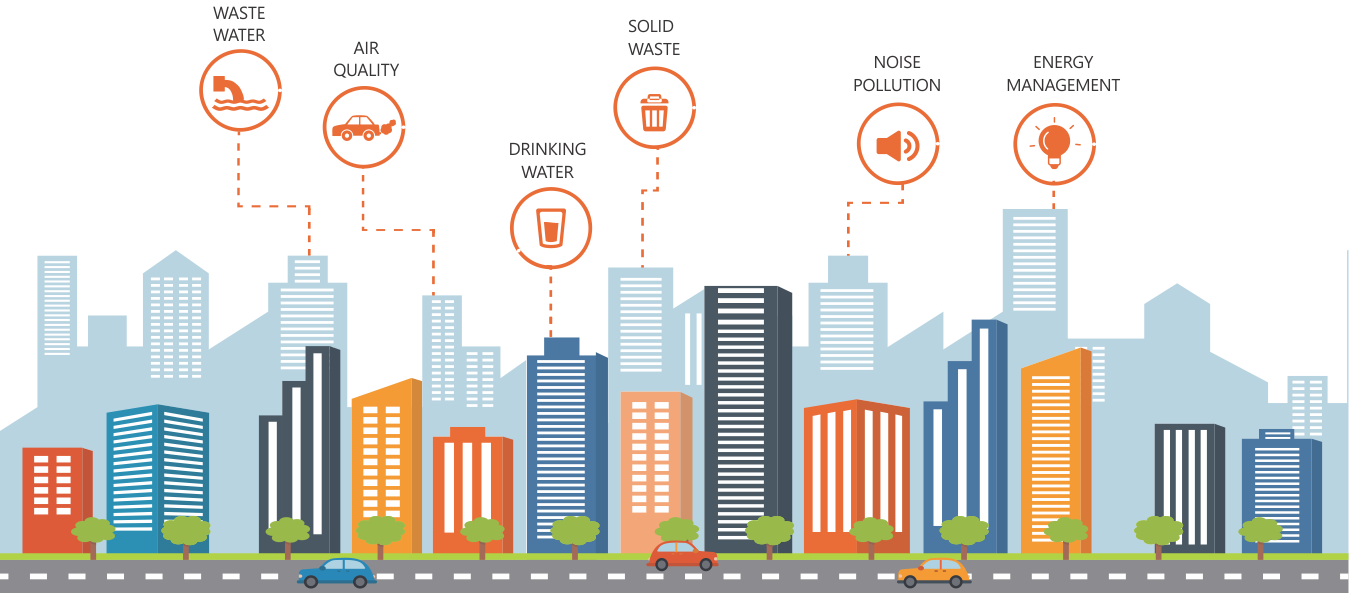 WASTE
WATER
AIR
QUALITY
DRINKING
WATER
SOLID
WASTE
NOISE
POLLUTION
ENERGY
MANAGEMENT